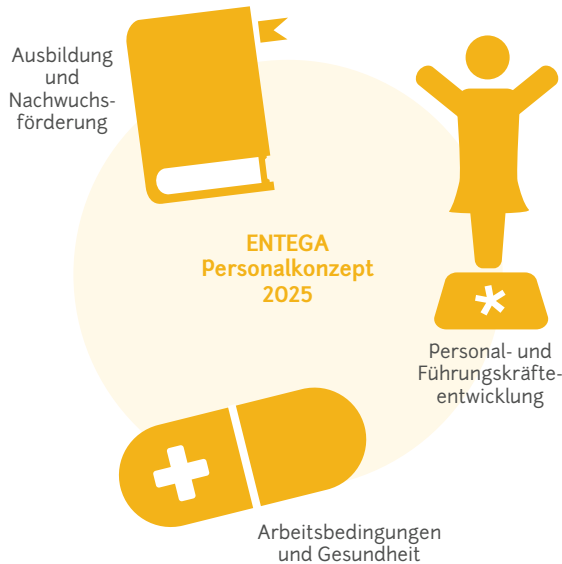 Ausbildung
und
Nachwuchs-
förderung
ENTEGA
Personalkonzept
2025
Personal- und
Führungskräfte-
entwicklung
Arbeitsbedingungen
und Gesundheit